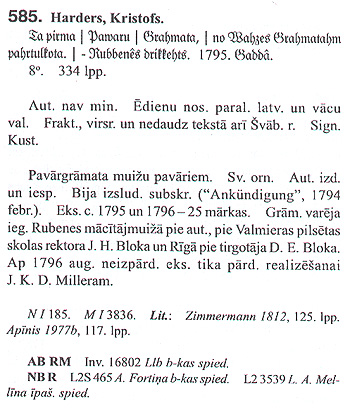 585. Harders, Kristofs.
Ta pirma | Pawaru | Grahmata, | no Wahzes Grahmatahm
pahrtulkota. | - Rubbenês drikkehts. 1795. Gaddâ.
8°. 334 lpp.
Aut. nav min. Ēdienu nos. paral. latv. un vācu
val. Frakt., virsr. un nedaudz tekstā arī Švāb. r. Sign.
Kust.
Pavārgrāmata muižu pavāriem. Sv. orn. Aut. izd.
un iesp. Bija izslud. subskr. (“Ankündigung”, 1794
febr.). Eks. c. 1795 un 1796 – 25 mārkas. Grām. varēja
ieg. Rubenes mācītājmuižā pie aut., pie Valmieras pilsētas
skolas rektora J. H. Bloka un Rīgā pie tirgotāja D. E. Bloka.
Ap 1796 aug. neizpārd. eks. tika pārd. realizēšanai
J. K. D. Milleram.
N I 185. M I 3836. Lit.: Zimmermann 1812, 125. lpp.
Apīnis 1977b, 117. lpp.
AB RM Inv. 16802 Llb b-kas spied.
NB R L2S 465 A. Fortiņa b-kas spied. L2 3539 L. A. Mel-
līna īpaš. spied.